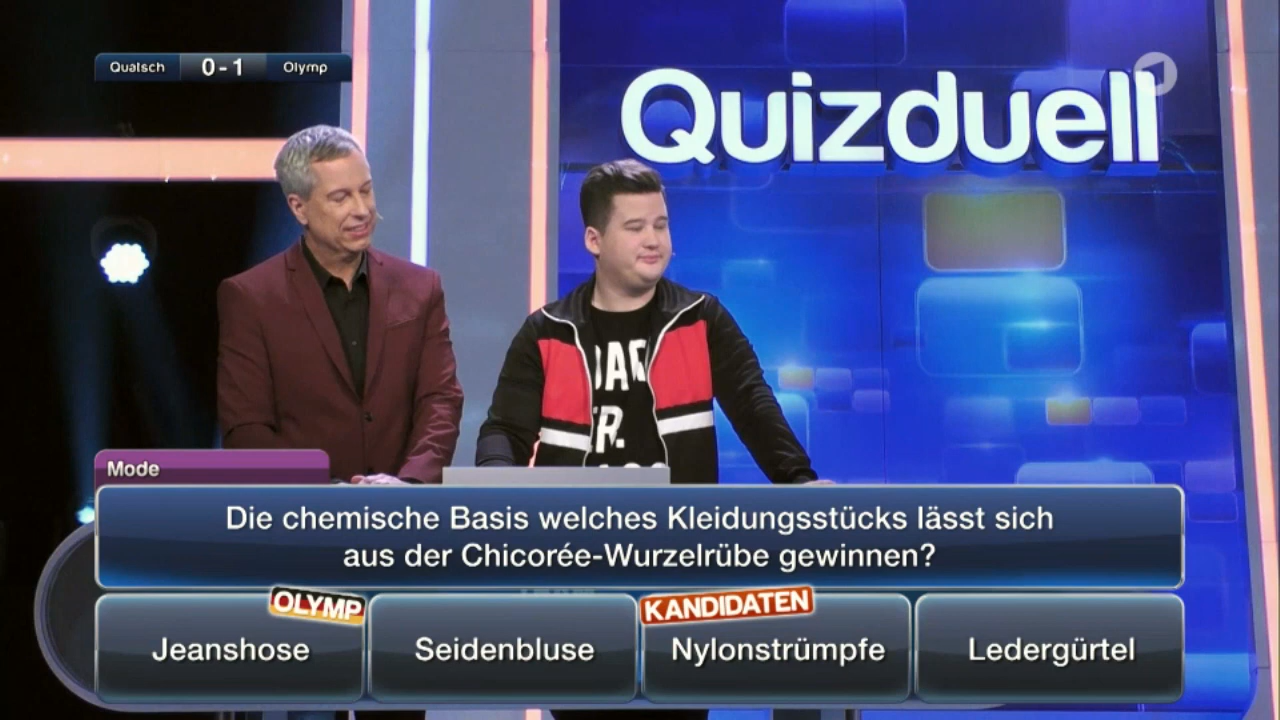 Quatsch 0-1 Olymp
Quizduell
Mode
Die chemische Basis welches Kleidungsstücks lässt sich
aus der Chicorée-Wurzelrübe gewinnen?
OLYMP
KANDIDATEN
Jeanshose
Seidenbluse
Nylonstrümpfe
Ledergürtel